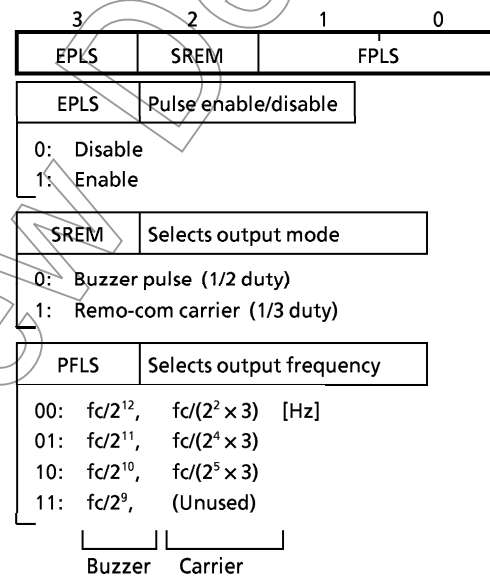 3 2 1 0
EPLS SREM FPLS
EPLS Pulse enable/disable
0: Disable
1: Enable
SREM Selects output mode
0: Buzzer pulse (1/2 duty)
1: Remo-com carrier (1/3 duty)
PFLS Selects output frequency
00: fc/2¹², fc/(2² × 3) [Hz]
01: fc/2¹¹, fc/(2⁴ × 3)
10: fc/2¹⁰, fc/(2⁵ × 3)
11: fc/2⁹, (Unused)
Buzzer Carrier